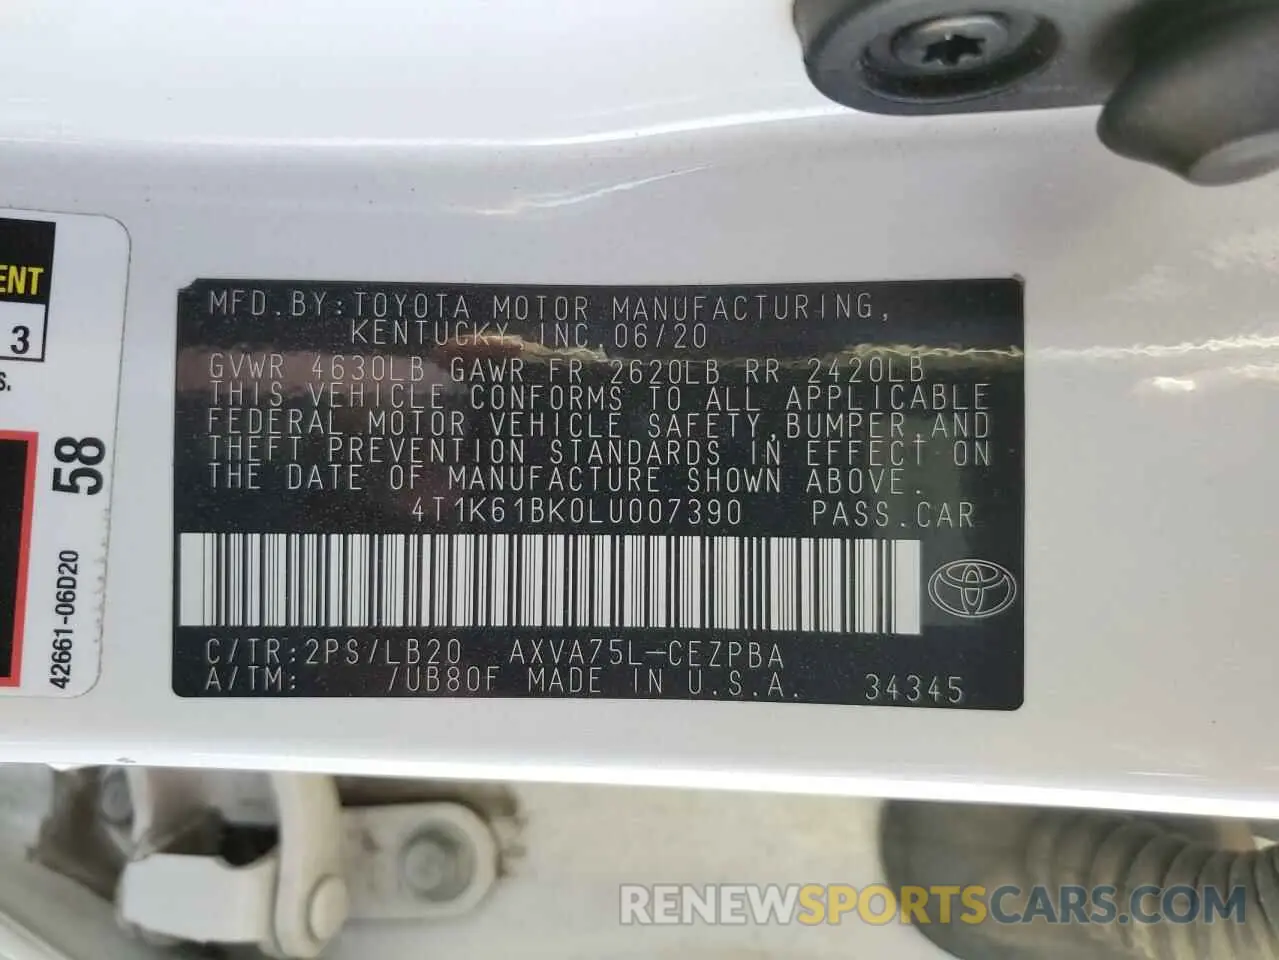 ENT
3
S.
58
42661-06D20
MFD.BY:TOYOTA MOTOR MANUFACTURING,
KENTUCKY,INC.06/20
GVWR 4630LB GAWR FR 2620LB RR 2420LB
THIS VEHICLE CONFORMS TO ALL APPLICABLE
FEDERAL MOTOR VEHICLE SAFETY,BUMPER,AND
THEFT PREVENTION STANDARDS IN EFFECT ON
THE DATE OF MANUFACTURE SHOWN ABOVE.
4T1K61BK0LU007390 PASS.CAR
C/TR:2PS/LB20 AXVA75L-CEZPBA
A/TM: /UB80F MADE IN U.S.A. 34345
RENEWSPORTSCARS.COM